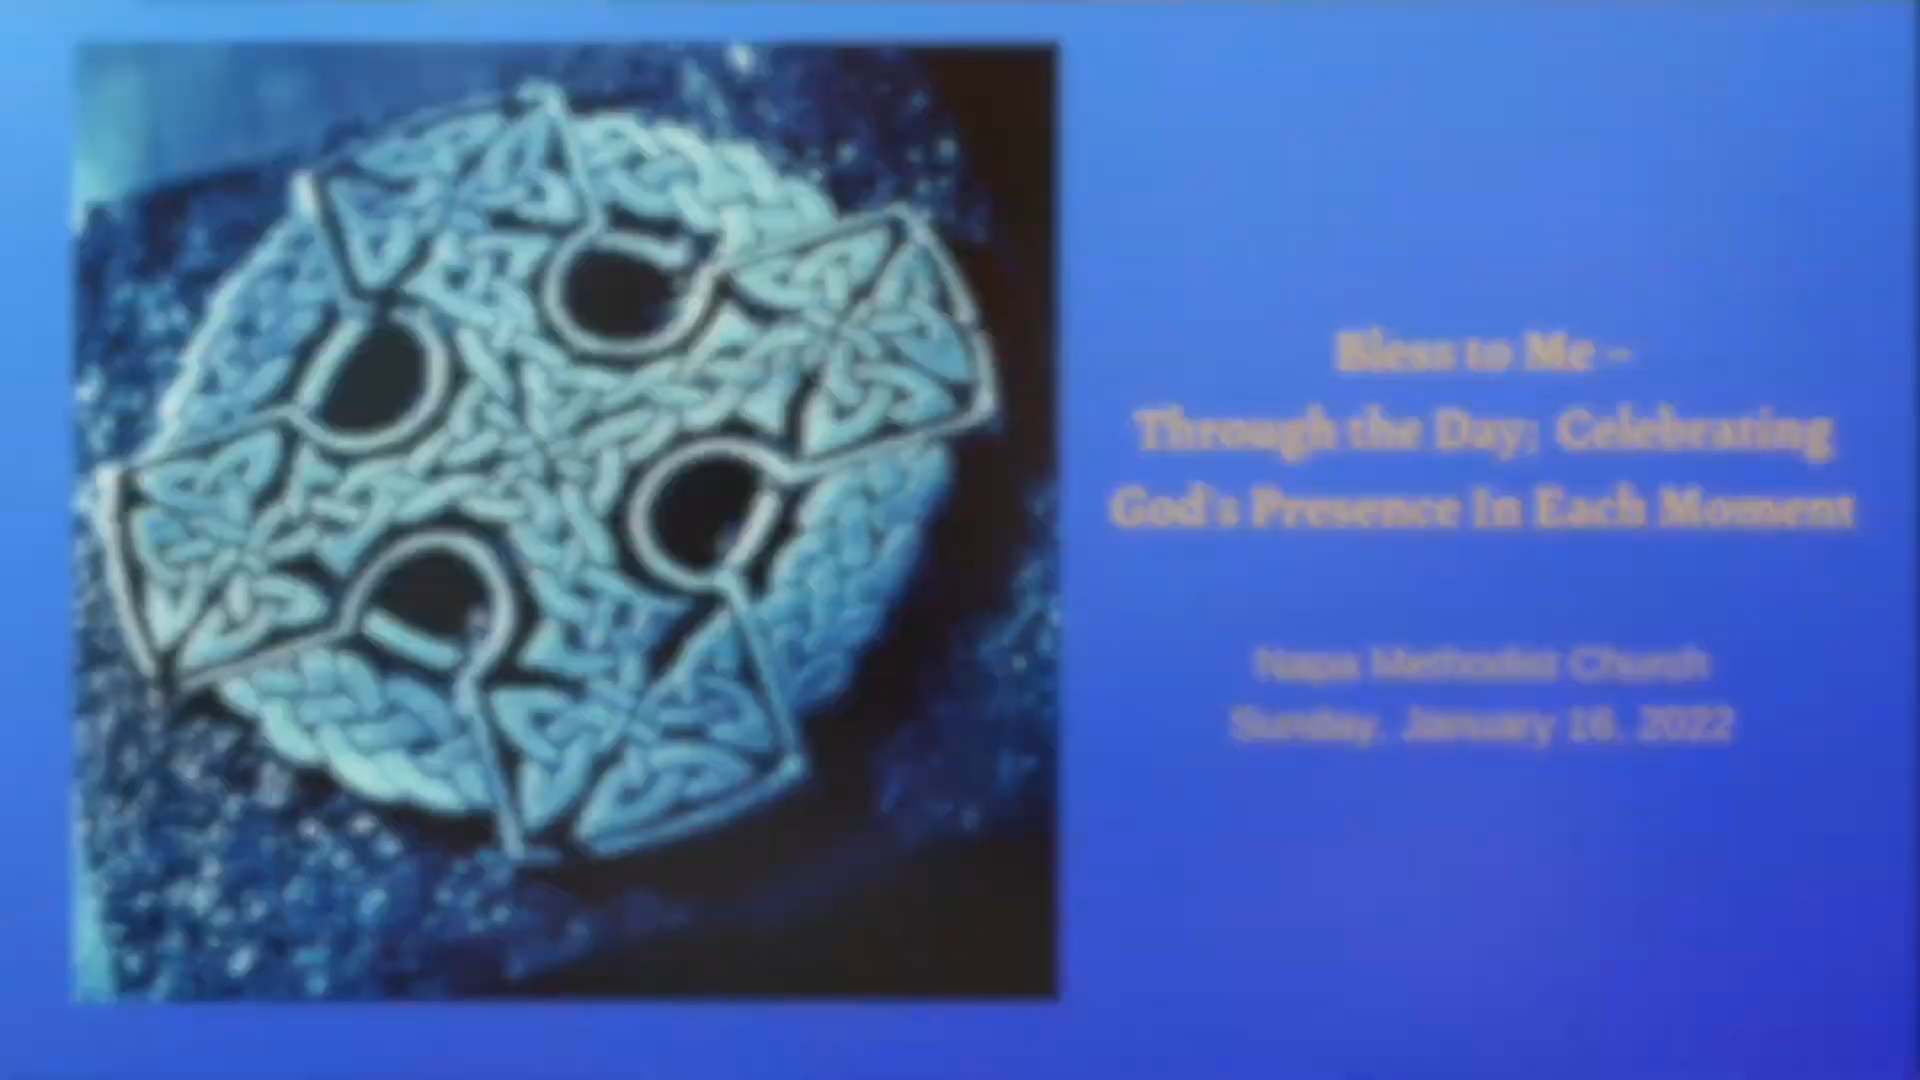 Bless to Me –
Through the Day; Celebrating
God's Presence In Each Moment
Napa Methodist Church
Sunday, January 16, 2022